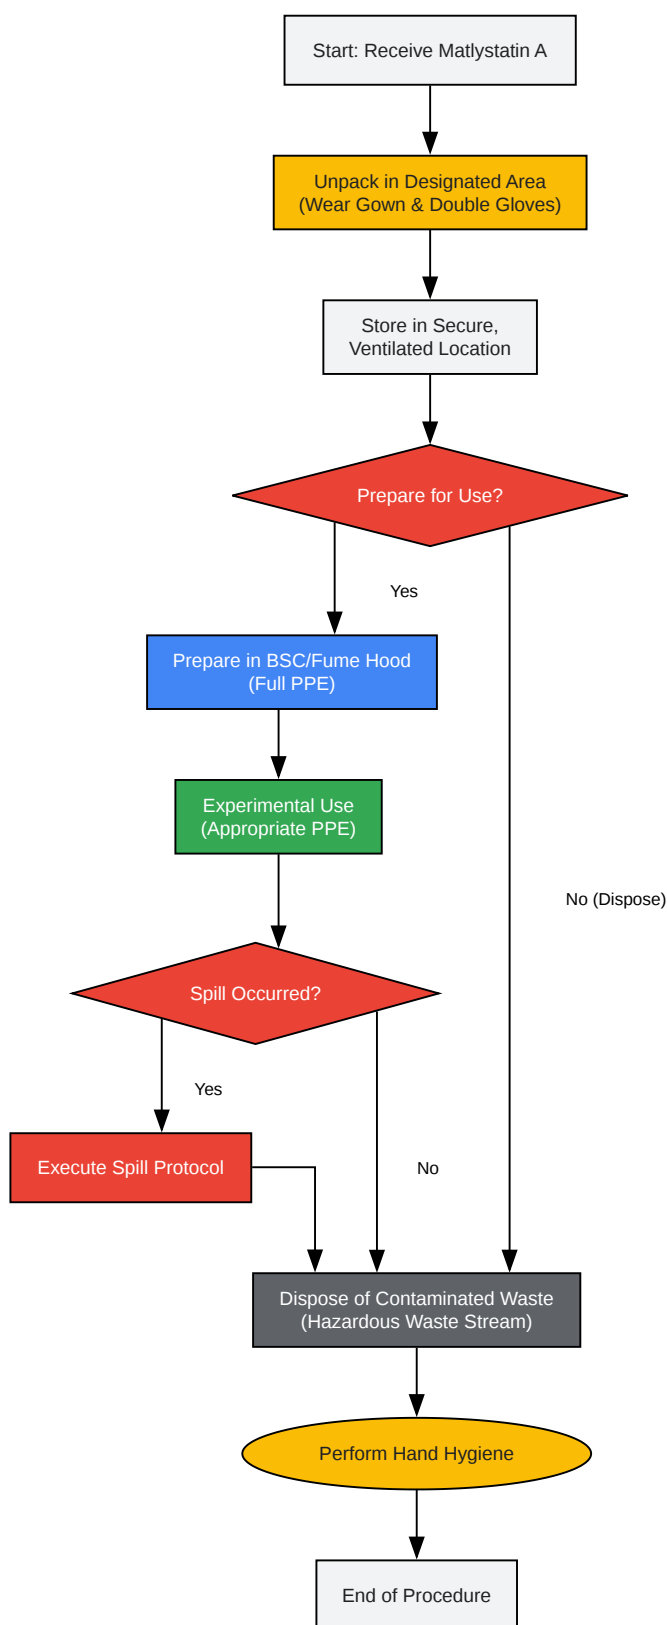 Start: Receive Matlystatin A
Unpack in Designated Area
(Wear Gown & Double Gloves)
Store in Secure,
Ventilated Location
Prepare for Use?
Yes
Prepare in BSC/Fume Hood
(Full PPE)
Experimental Use
(Appropriate PPE)
No (Dispose)
Spill Occurred?
Yes
Execute Spill Protocol
No
Dispose of Contaminated Waste
(Hazardous Waste Stream)
Perform Hand Hygiene
End of Procedure